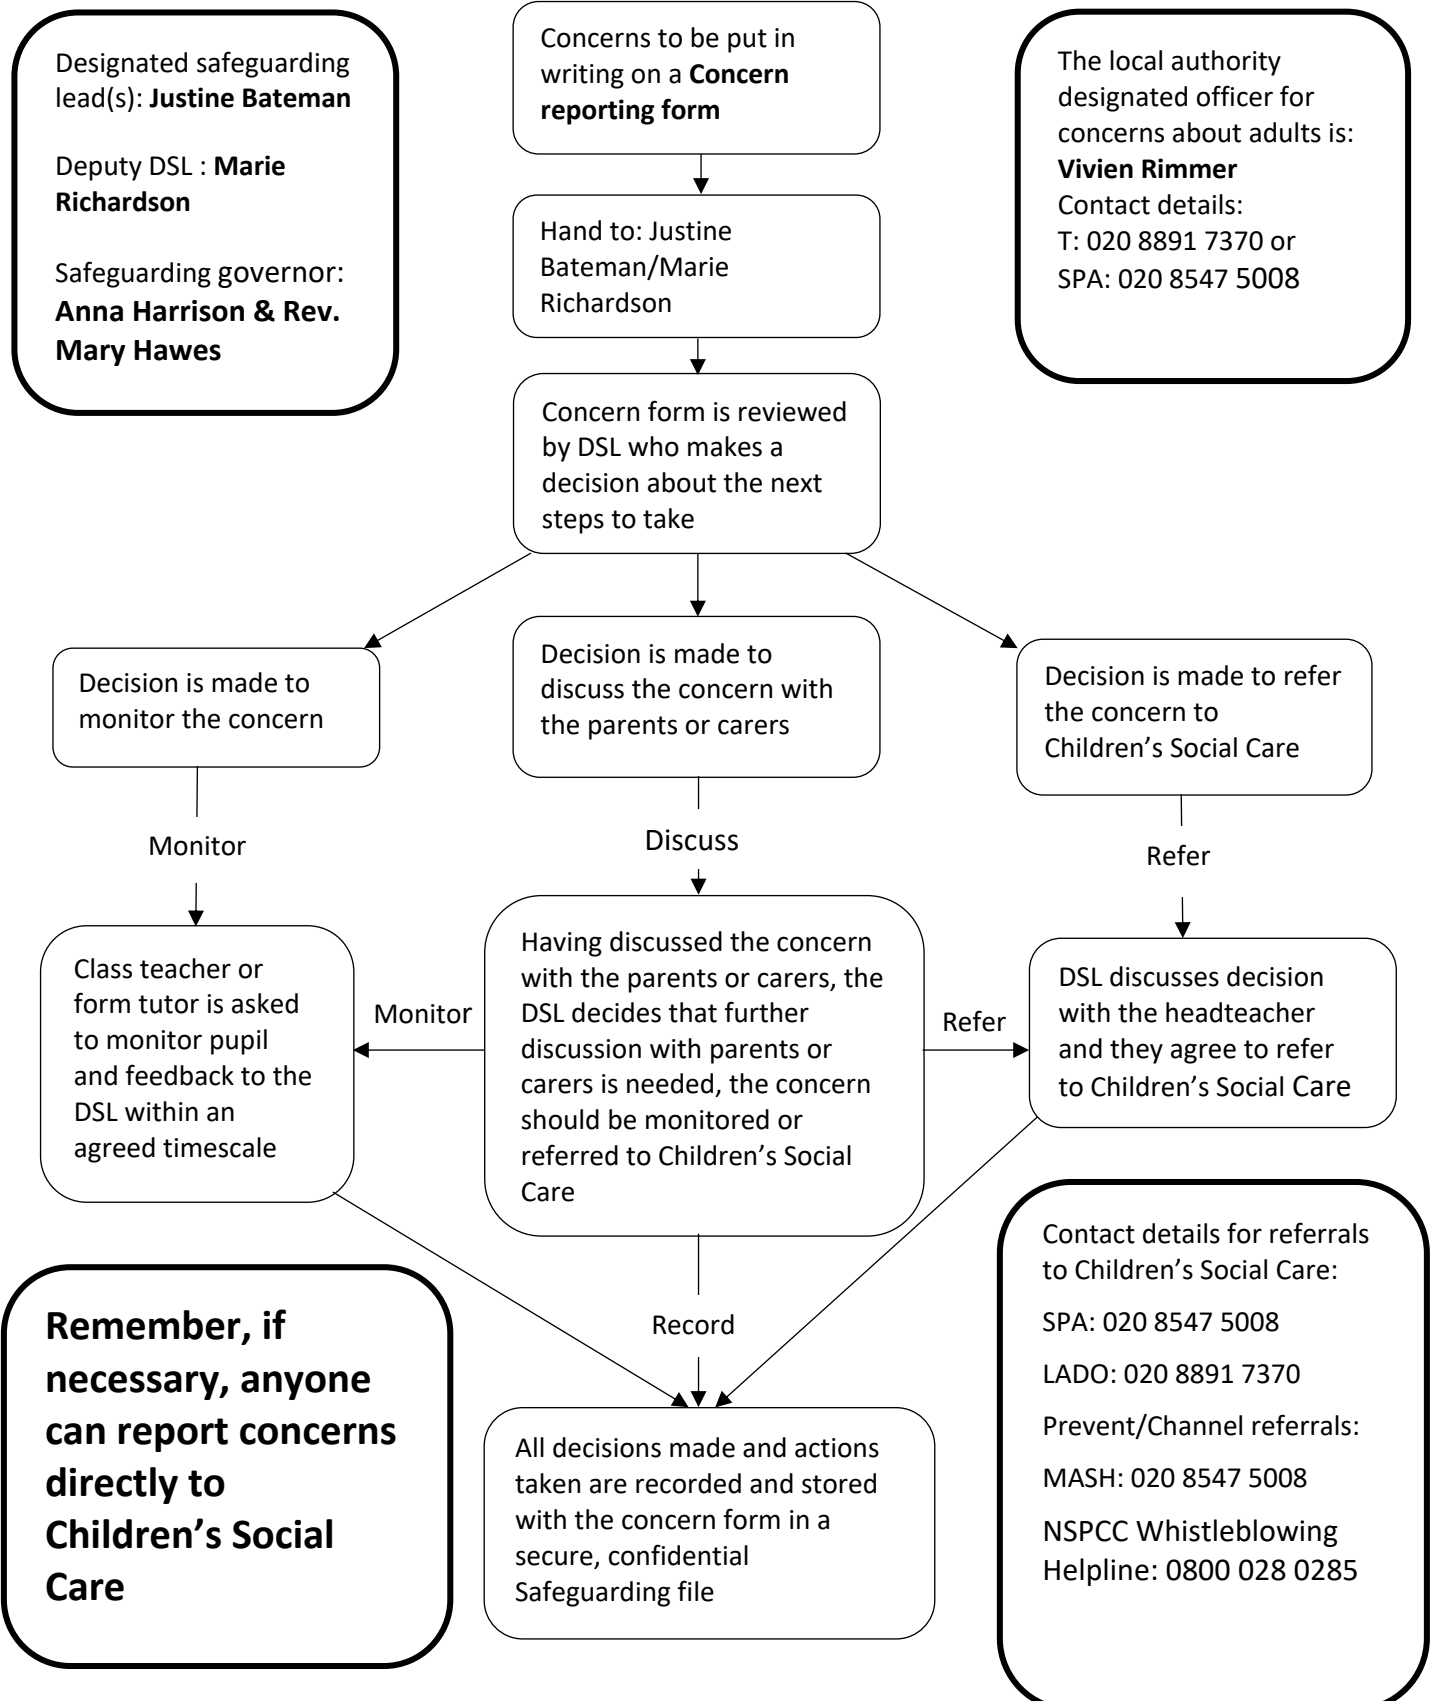 Designated safeguarding
lead(s): Justine Bateman
Deputy DSL : Marie
Richardson
Safeguarding governor:
Anna Harrison & Rev.
Mary Hawes
Concerns to be put in
writing on a Concern
reporting form
The local authority
designated officer for
concerns about adults is:
Vivien Rimmer
Contact details:
T: 020 8891 7370 or
SPA: 020 8547 5008
Hand to: Justine
Bateman/Marie
Richardson
Concern form is reviewed
by DSL who makes a
decision about the next
steps to take
Decision is made to
monitor the concern
Decision is made to
discuss the concern with
the parents or carers
Decision is made to refer
the concern to
Children’s Social Care
Monitor
Discuss
Refer
Class teacher or
form tutor is asked
to monitor pupil
and feedback to the
DSL within an
agreed timescale
Monitor
Having discussed the concern
with the parents or carers, the
DSL decides that further
discussion with parents or
carers is needed, the concern
should be monitored or
referred to Children’s Social
Care
Refer
DSL discusses decision
with the headteacher
and they agree to refer
to Children’s Social Care
Remember, if
necessary, anyone
can report concerns
directly to
Children’s Social
Care
Record
All decisions made and actions
taken are recorded and stored
with the concern form in a
secure, confidential
Safeguarding file
Contact details for referrals
to Children’s Social Care:
SPA: 020 8547 5008
LADO: 020 8891 7370
Prevent/Channel referrals:
MASH: 020 8547 5008
NSPCC Whistleblowing
Helpline: 0800 028 0285